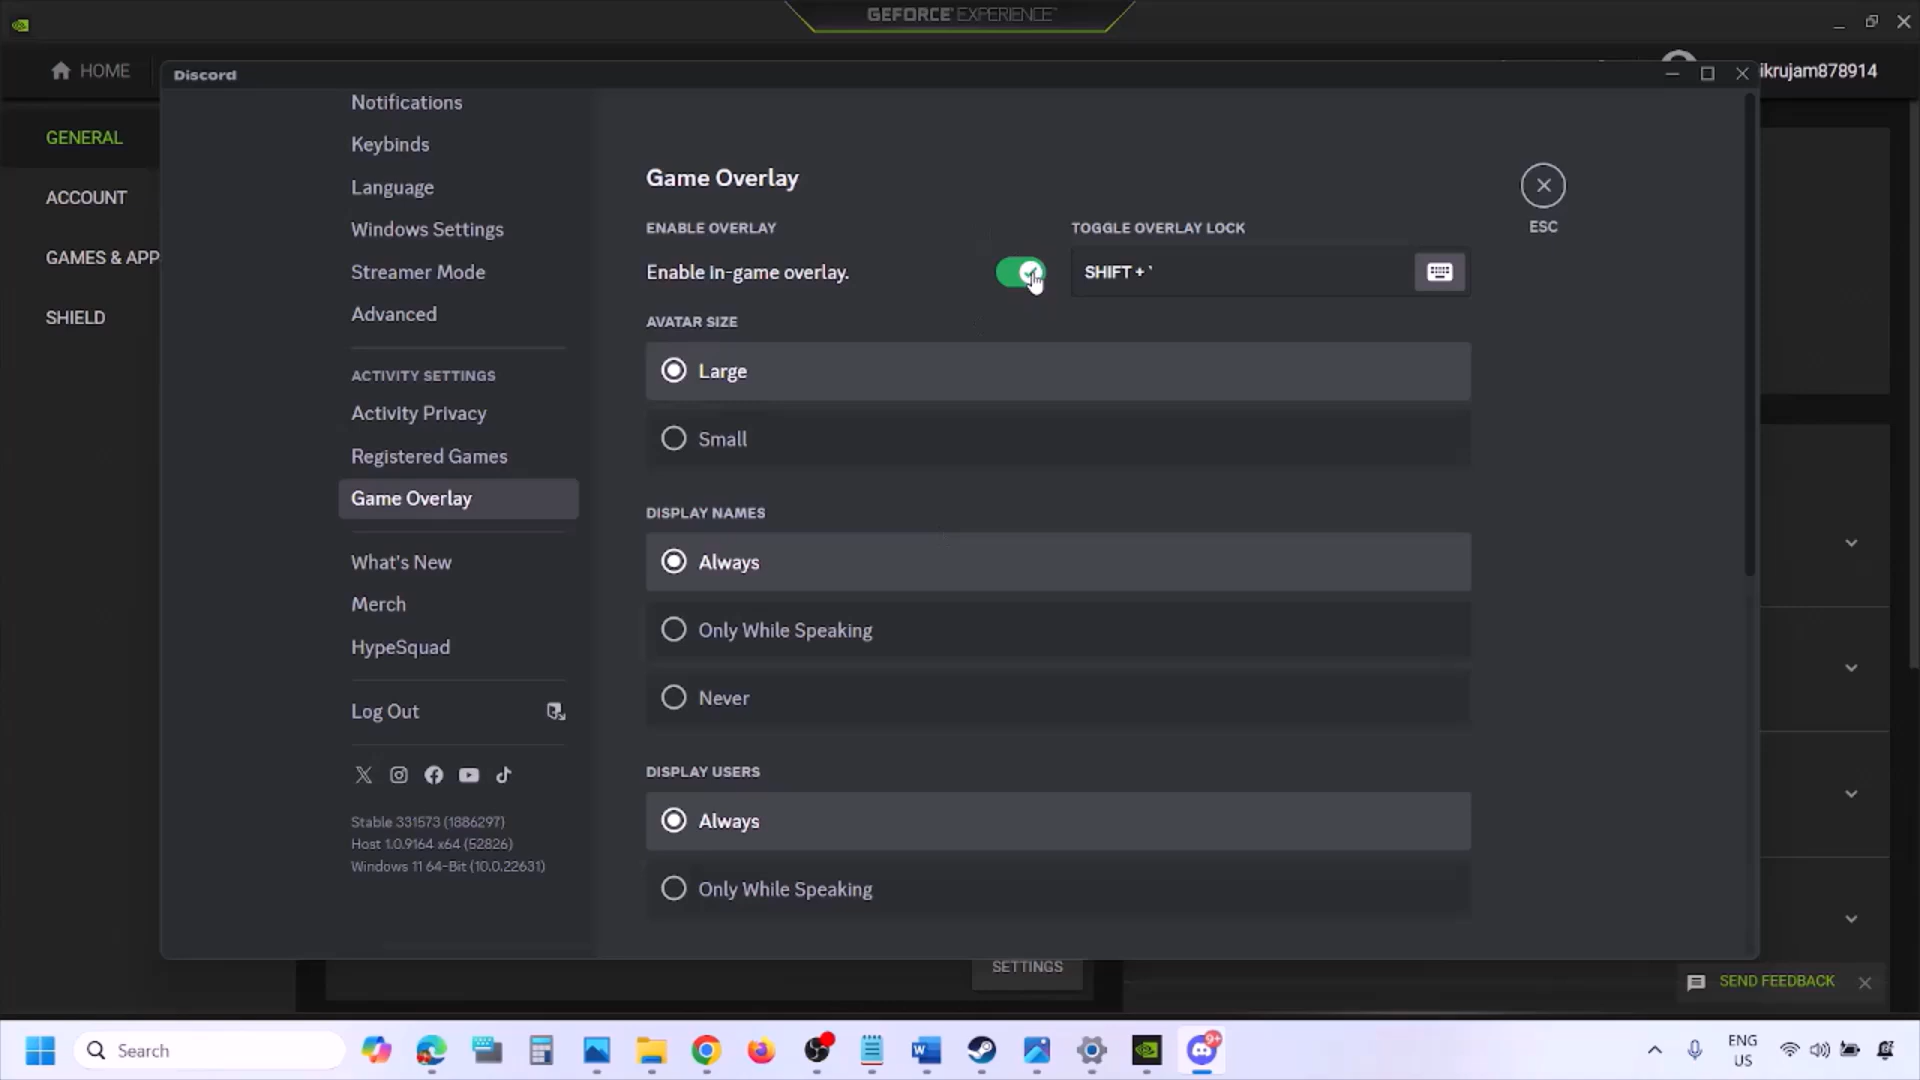 GEFORCE EXPERIENCE
HOME
ikrujam878914
Discord
GENERAL
ACCOUNT
GAMES & APP
SHIELD
Notifications
Keybinds
Language
Windows Settings
Streamer Mode
Advanced
ACTIVITY SETTINGS
Activity Privacy
Registered Games
Game Overlay
What's New
Merch
HypeSquad
Log Out
Stable 331573 (1886297)
Host 1.0.9164 x64 (52826)
Windows 11 64-Bit (10.0.22631)
Game Overlay
ENABLE OVERLAY
Enable in-game overlay.
TOGGLE OVERLAY LOCK
SHIFT + `
ESC
AVATAR SIZE
Large
Small
DISPLAY NAMES
Always
Only While Speaking
Never
DISPLAY USERS
Always
Only While Speaking
SETTINGS
SEND FEEDBACK
Search
9+
ENG
US